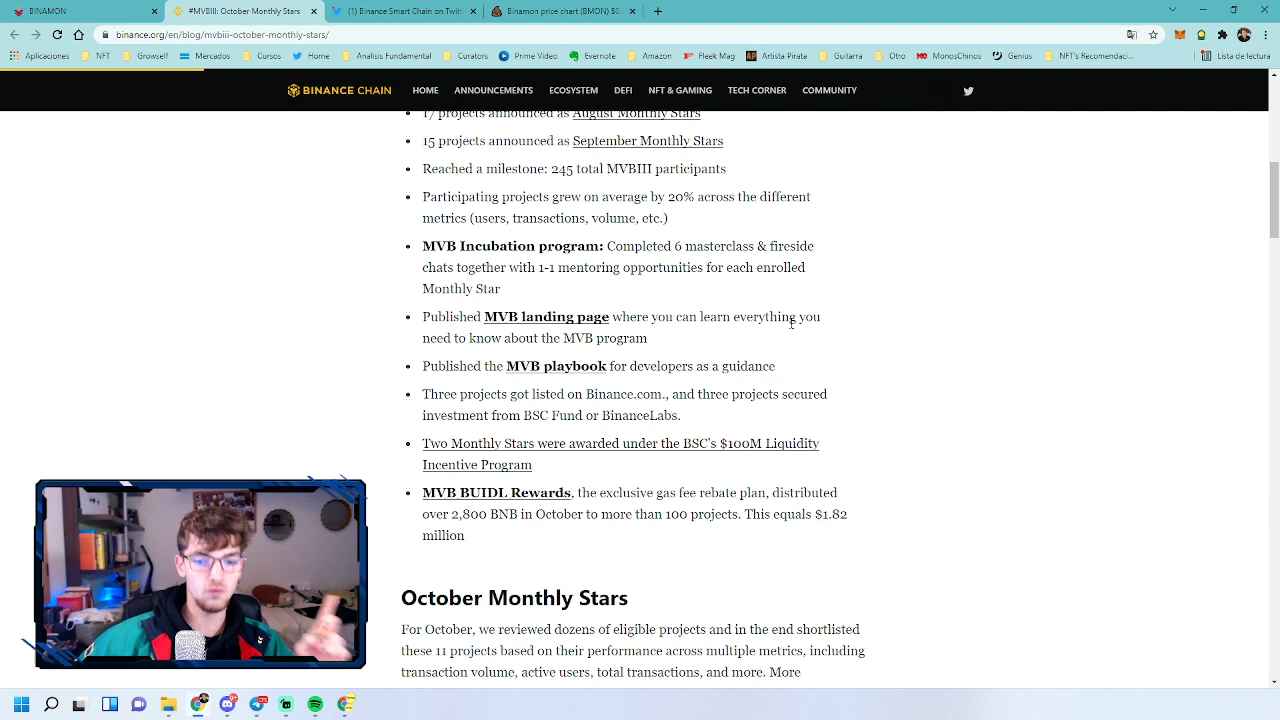 BINAMON
#MVBIII: October Monthly Stars
(1) Binance Smart Chain on Twitt
Binamon price chart (BMON) $0.
binance.org/en/blog/mvbiii-october-monthly-stars/
Aplicaciones
NFT
Growself
Mercados
Cursos
Home
Analisis Fundamental
Curators
Prime Video
Evernote
Amazon
Fleek Mag
Artista Pirata
Guitarra
Otro
MonosChinos
Genius
NFT's Recomendaci...
Lista de lectura
BINANCE CHAIN
HOME
ANNOUNCEMENTS
ECOSYSTEM
DEFI
NFT & GAMING
TECH CORNER
COMMUNITY
17 projects announced as August Monthly Stars
15 projects announced as September Monthly Stars
Reached a milestone: 245 total MVBIII participants
Participating projects grew on average by 20% across the different
metrics (users, transactions, volume, etc.)
MVB Incubation program: Completed 6 masterclass & fireside
chats together with 1-1 mentoring opportunities for each enrolled
Monthly Star
Published MVB landing page where you can learn everything you
need to know about the MVB program
Published the MVB playbook for developers as a guidance
Three projects got listed on Binance.com., and three projects secured
investment from BSC Fund or BinanceLabs.
Two Monthly Stars were awarded under the BSC's $100M Liquidity
Incentive Program
MVB BUIDL Rewards, the exclusive gas fee rebate plan, distributed
over 2,800 BNB in October to more than 100 projects. This equals $1.82
million
October Monthly Stars
For October, we reviewed dozens of eligible projects and in the end shortlisted
these 11 projects based on their performance across multiple metrics, including
transaction volume, active users, total transactions, and more. More